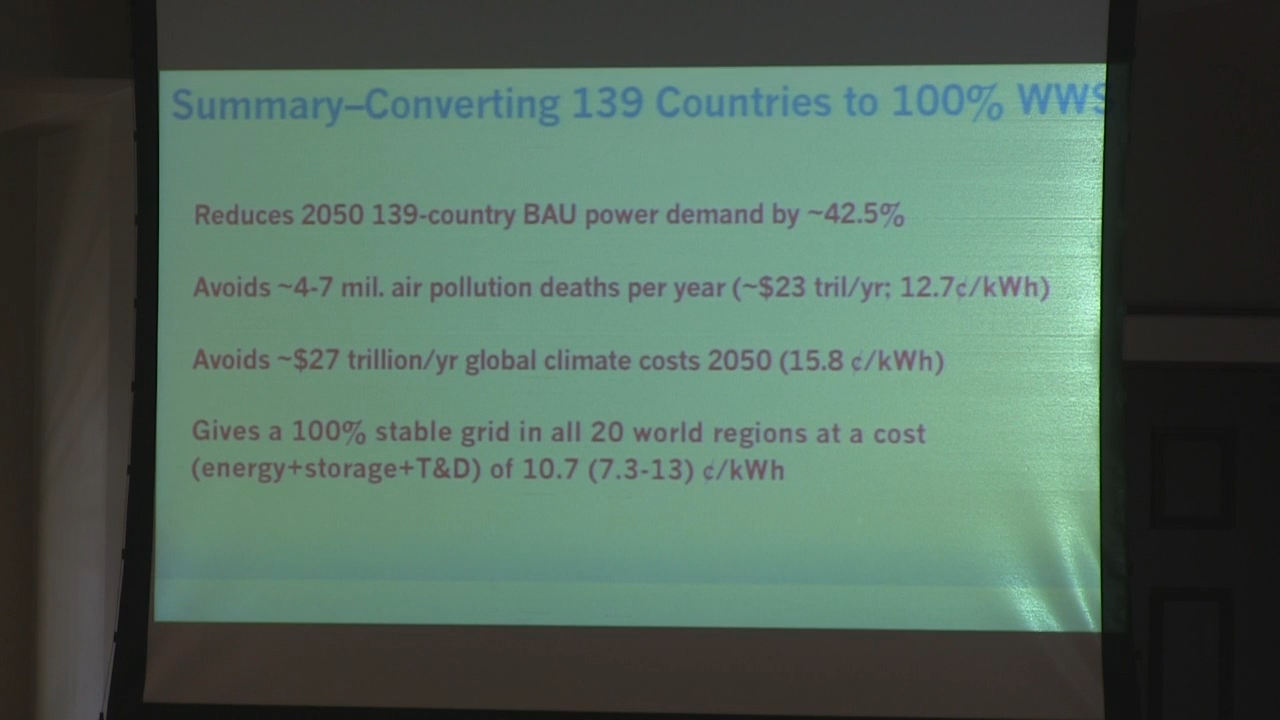 Summary–Converting 139 Countries to 100% WWS
Reduces 2050 139-country BAU power demand by ~42.5%
Avoids ~4-7 mil. air pollution deaths per year (~$23 tril/yr; 12.7¢/kWh)
Avoids ~$27 trillion/yr global climate costs 2050 (15.8 ¢/kWh)
Gives a 100% stable grid in all 20 world regions at a cost
(energy+storage+T&D) of 10.7 (7.3-13) ¢/kWh